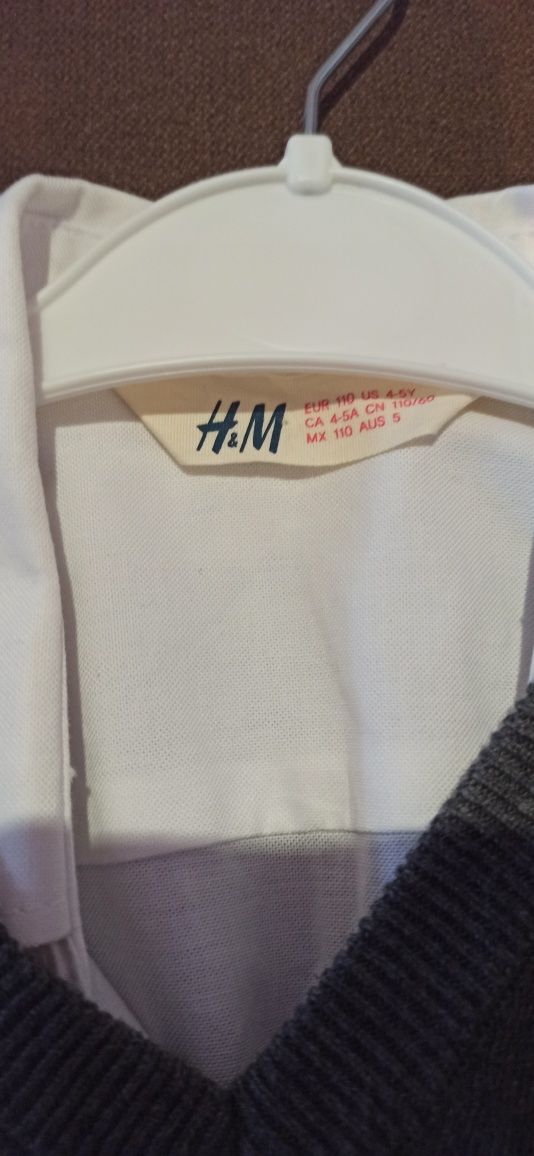 H&M
EUR 110 US 4-5Y
CA 4-5A CN 110/60
MX 110 AUS 5